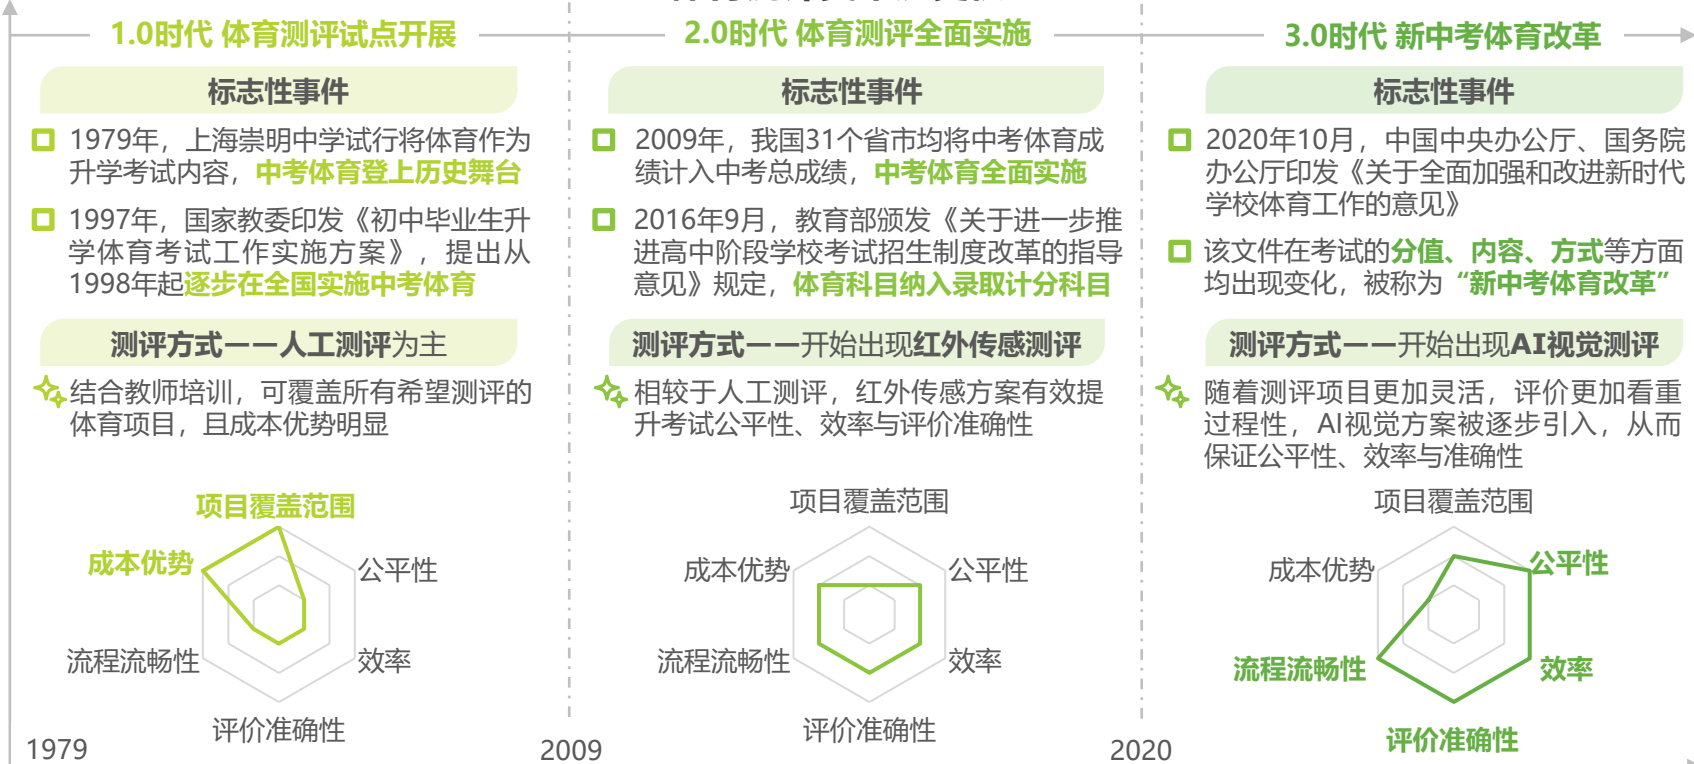 1.0时代 体育测评试点开展
标志性事件
1979年，上海崇明中学试行将体育作为
升学考试内容，中考体育登上历史舞台
1997年，国家教委印发《初中毕业生升
学体育考试工作实施方案》，提出从
1998年起逐步在全国实施中考体育
测评方式——人工测评为主
结合教师培训，可覆盖所有希望测评的
体育项目，且成本优势明显
项目覆盖范围
成本优势
公平性
流程流畅性
效率
评价准确性
1979
2.0时代 体育测评全面实施
标志性事件
2009年，我国31个省市均将中考体育成
绩计入中考总成绩，中考体育全面实施
2016年9月，教育部颁发《关于进一步推
进高中阶段学校考试招生制度改革的指导
意见》规定，体育科目纳入录取计分科目
测评方式——开始出现红外传感测评
相较于人工测评，红外传感方案有效提
升考试公平性、效率与评价准确性
项目覆盖范围
成本优势
公平性
流程流畅性
效率
评价准确性
2009
3.0时代 新中考体育改革
标志性事件
2020年10月，中国中央办公厅、国务院
办公厅印发《关于全面加强和改进新时代
学校体育工作的意见》
该文件在考试的分值、内容、方式等方面
均出现变化，被称为“新中考体育改革”
测评方式——开始出现AI视觉测评
随着测评项目更加灵活，评价更加看重
过程性，AI视觉方案被逐步引入，从而
保证公平性、效率与准确性
项目覆盖范围
成本优势
公平性
流程流畅性
效率
评价准确性
2020